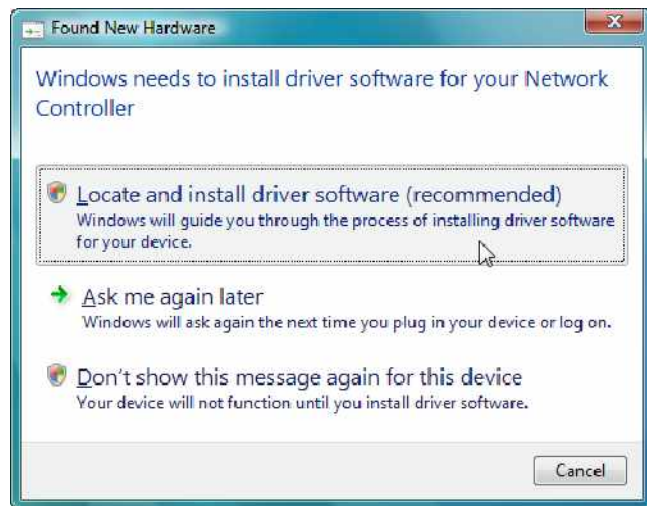 Found New Hardware
Windows needs to install driver software for your Network
Controller
Locate and install driver software (recommended)
Windows will guide you through the process of installing driver software
for your device.
Ask me again later
Windows will ask again the next time you plug in your device or log on.
Don't show this message again for this device
Your device will not function until you install driver software.
Cancel